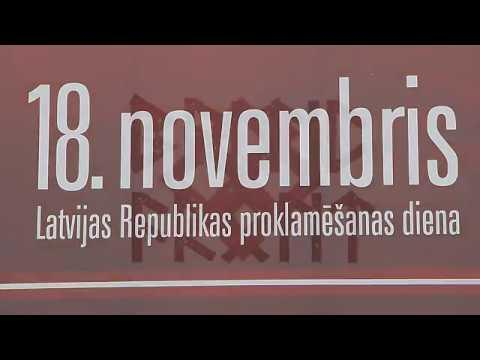 18. novembris
Latvijas Republikas proklamēšanas diena